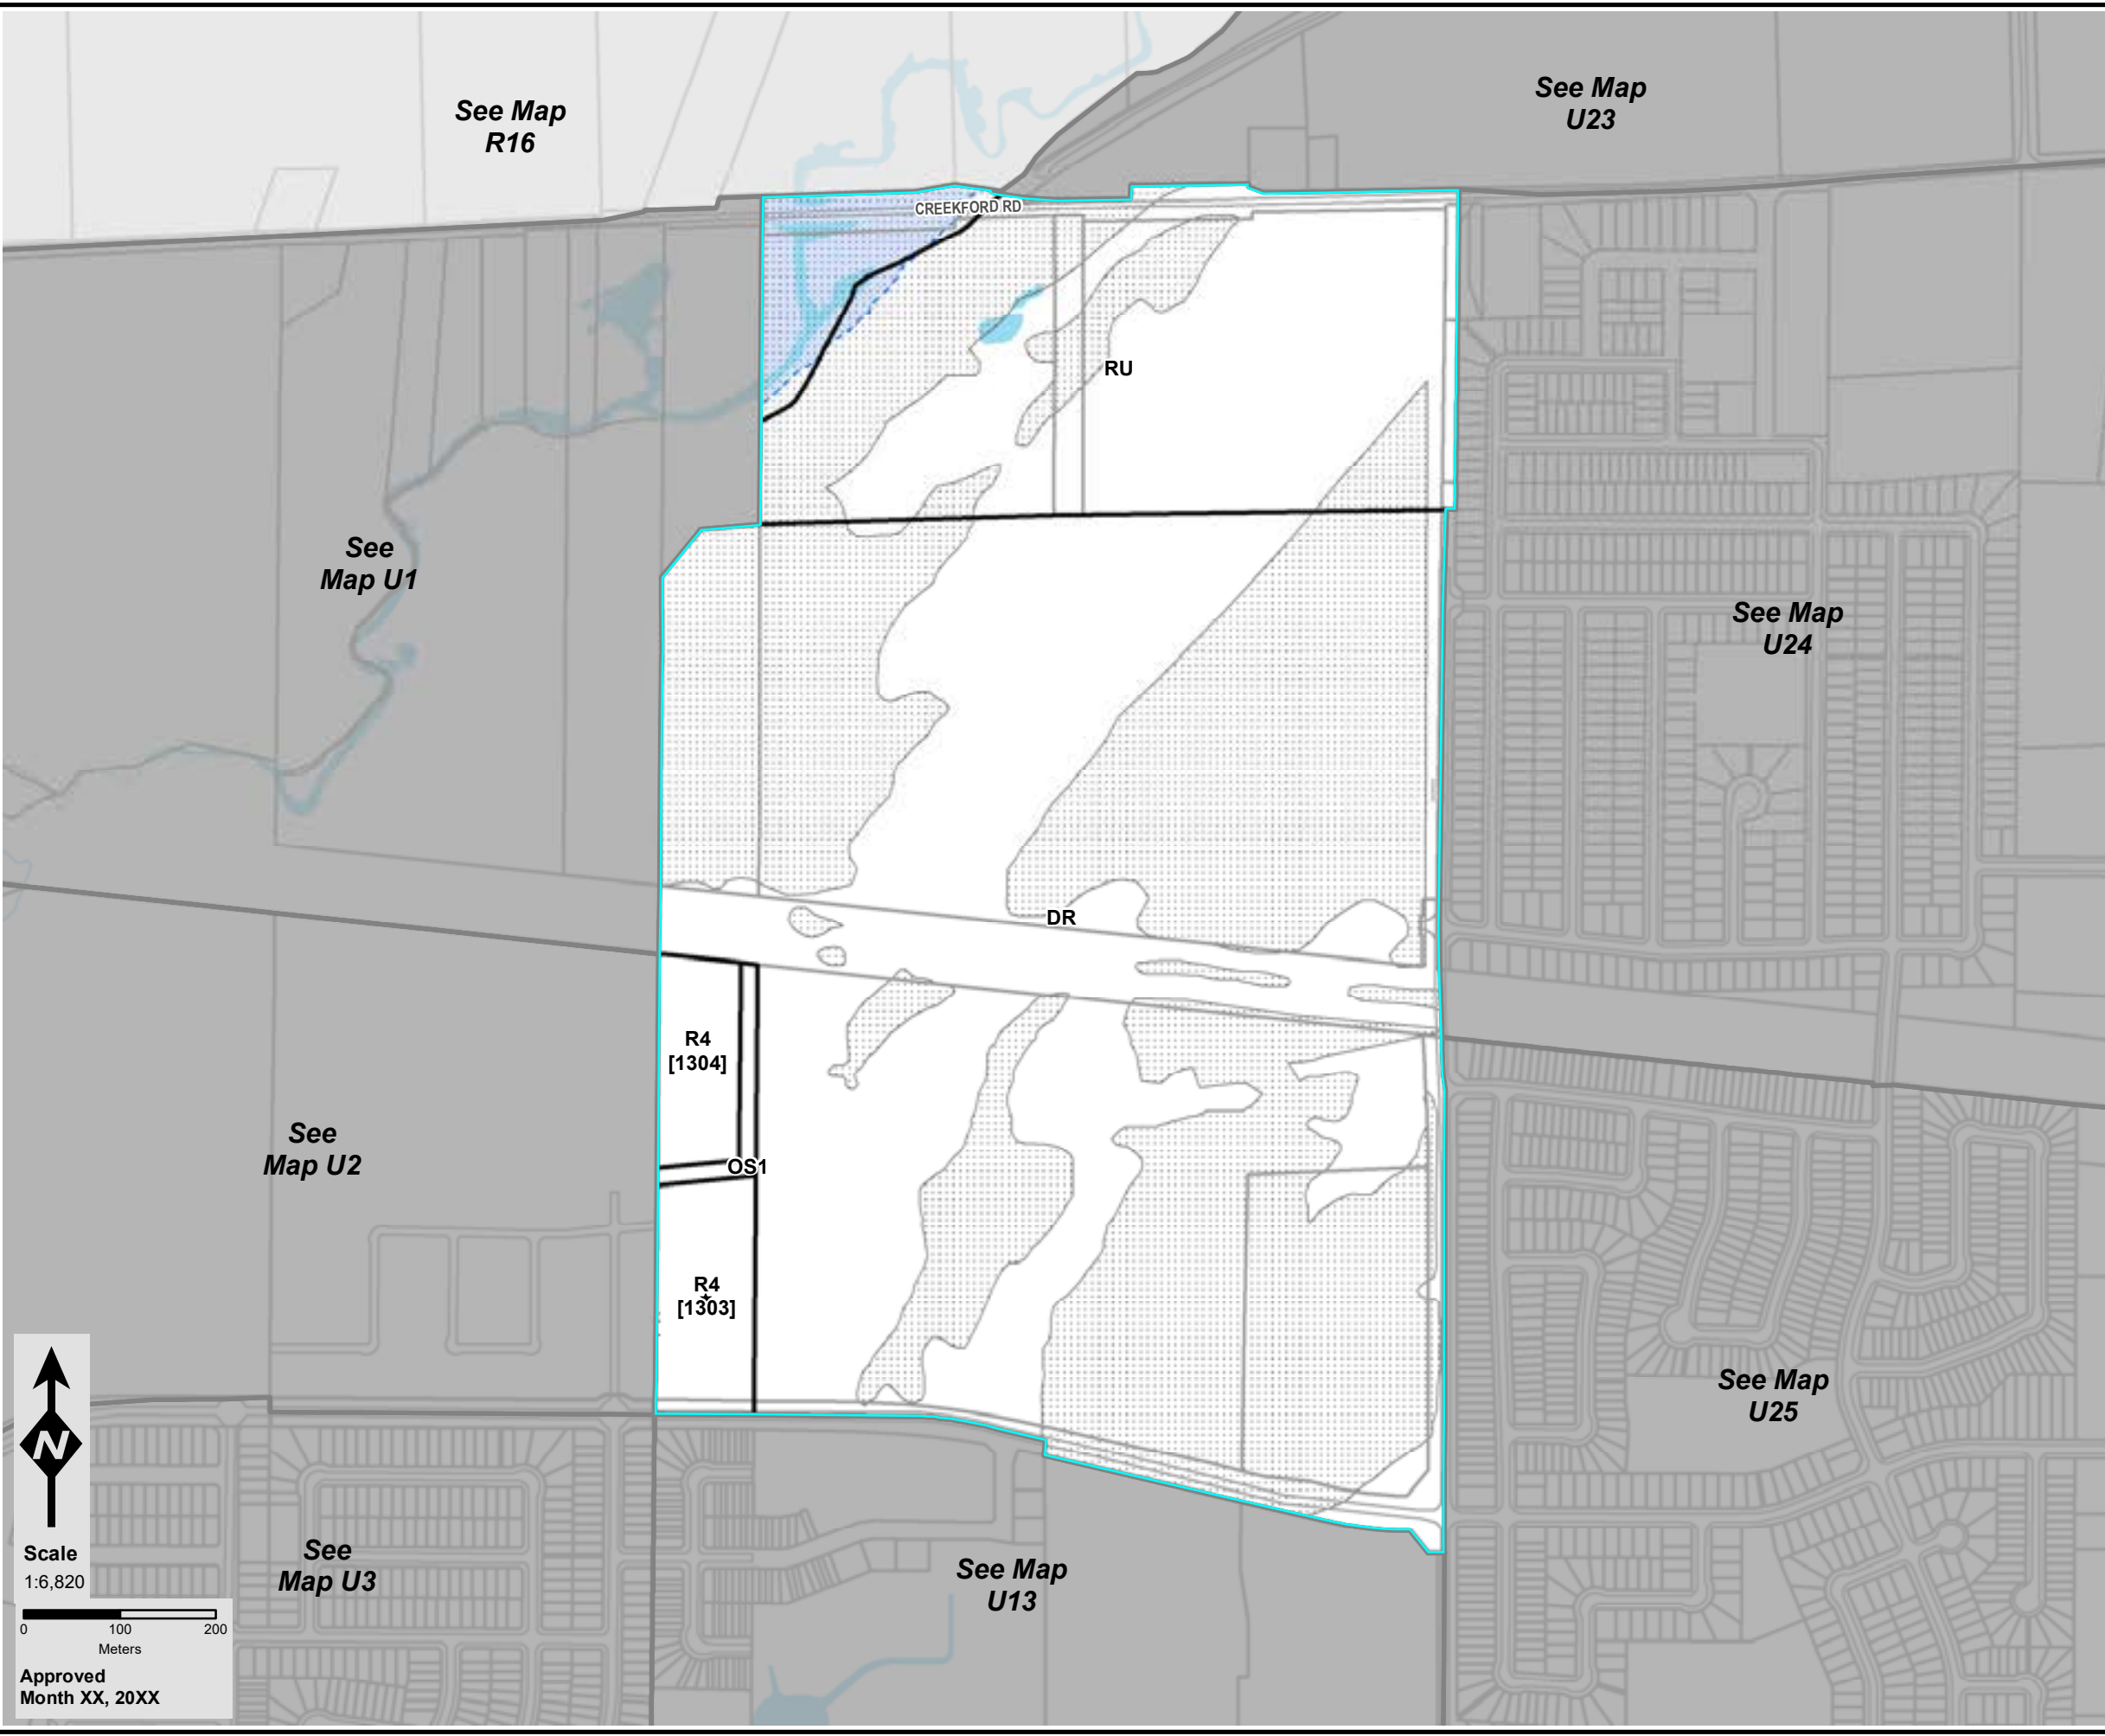 See Map
R16
See Map
U23
CREEKFORD RD
RU
See
Map U1
See Map
U24
DR
R4
[1304]
See
Map U2
OS1
R4
[1303]
See Map
U25
N
Scale
1:6,820
See
Map U3
See Map
U13
0 100 200
Meters
Approved
Month XX, 20XX